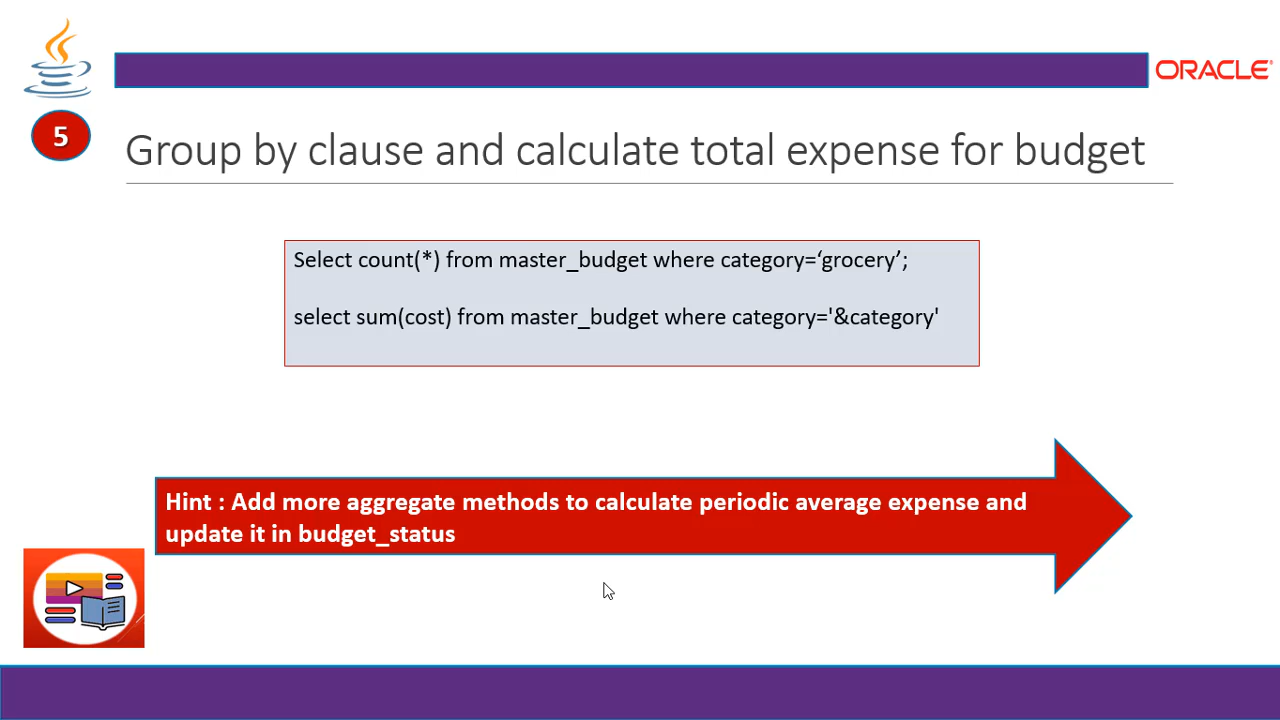 ORACLE
5
Group by clause and calculate total expense for budget
Select count(*) from master_budget where category=‘grocery’;
select sum(cost) from master_budget where category='&category'
Hint : Add more aggregate methods to calculate periodic average expense and
update it in budget_status